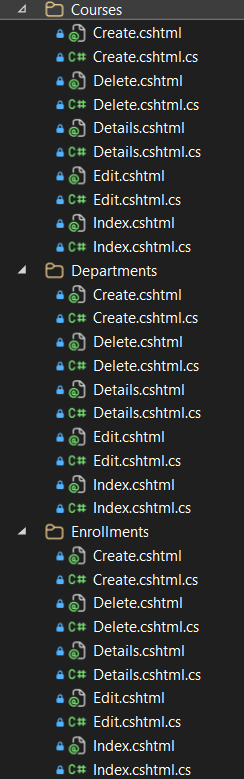 Courses
Create.cshtml
C# Create.cshtml.cs
Delete.cshtml
C# Delete.cshtml.cs
Details.cshtml
C# Details.cshtml.cs
Edit.cshtml
C# Edit.cshtml.cs
Index.cshtml
C# Index.cshtml.cs
Departments
Create.cshtml
C# Create.cshtml.cs
Delete.cshtml
C# Delete.cshtml.cs
Details.cshtml
C# Details.cshtml.cs
Edit.cshtml
C# Edit.cshtml.cs
Index.cshtml
C# Index.cshtml.cs
Enrollments
Create.cshtml
C# Create.cshtml.cs
Delete.cshtml
C# Delete.cshtml.cs
Details.cshtml
C# Details.cshtml.cs
Edit.cshtml
C# Edit.cshtml.cs
Index.cshtml
C# Index.cshtml.cs